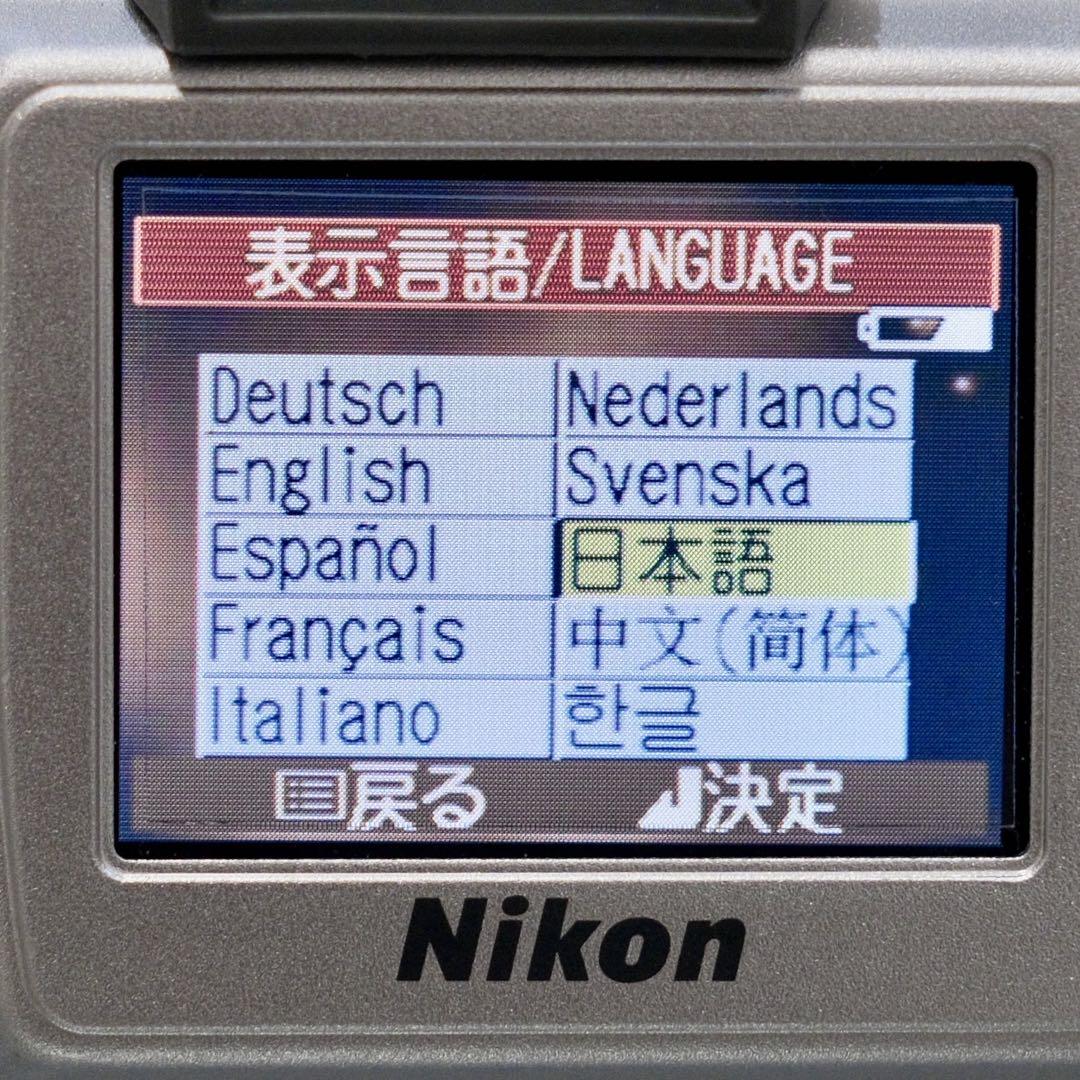 表示言語/LANGUAGE
Deutsch
English
Español
Français
Italiano
Nederlands
Svenska
日本語
中文(简体)
한글
戻る 決定
Nikon